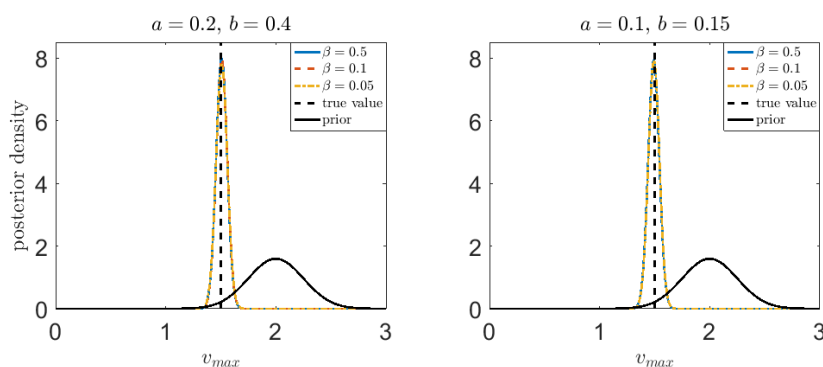 a = 0.2, b = 0.4
posterior density
8
6
4
2
0
0 1 2 3
v_max
β = 0.5
β = 0.1
β = 0.05
true value
prior
a = 0.1, b = 0.15
8
6
4
2
0
0 1 2 3
v_max
β = 0.5
β = 0.1
β = 0.05
true value
prior